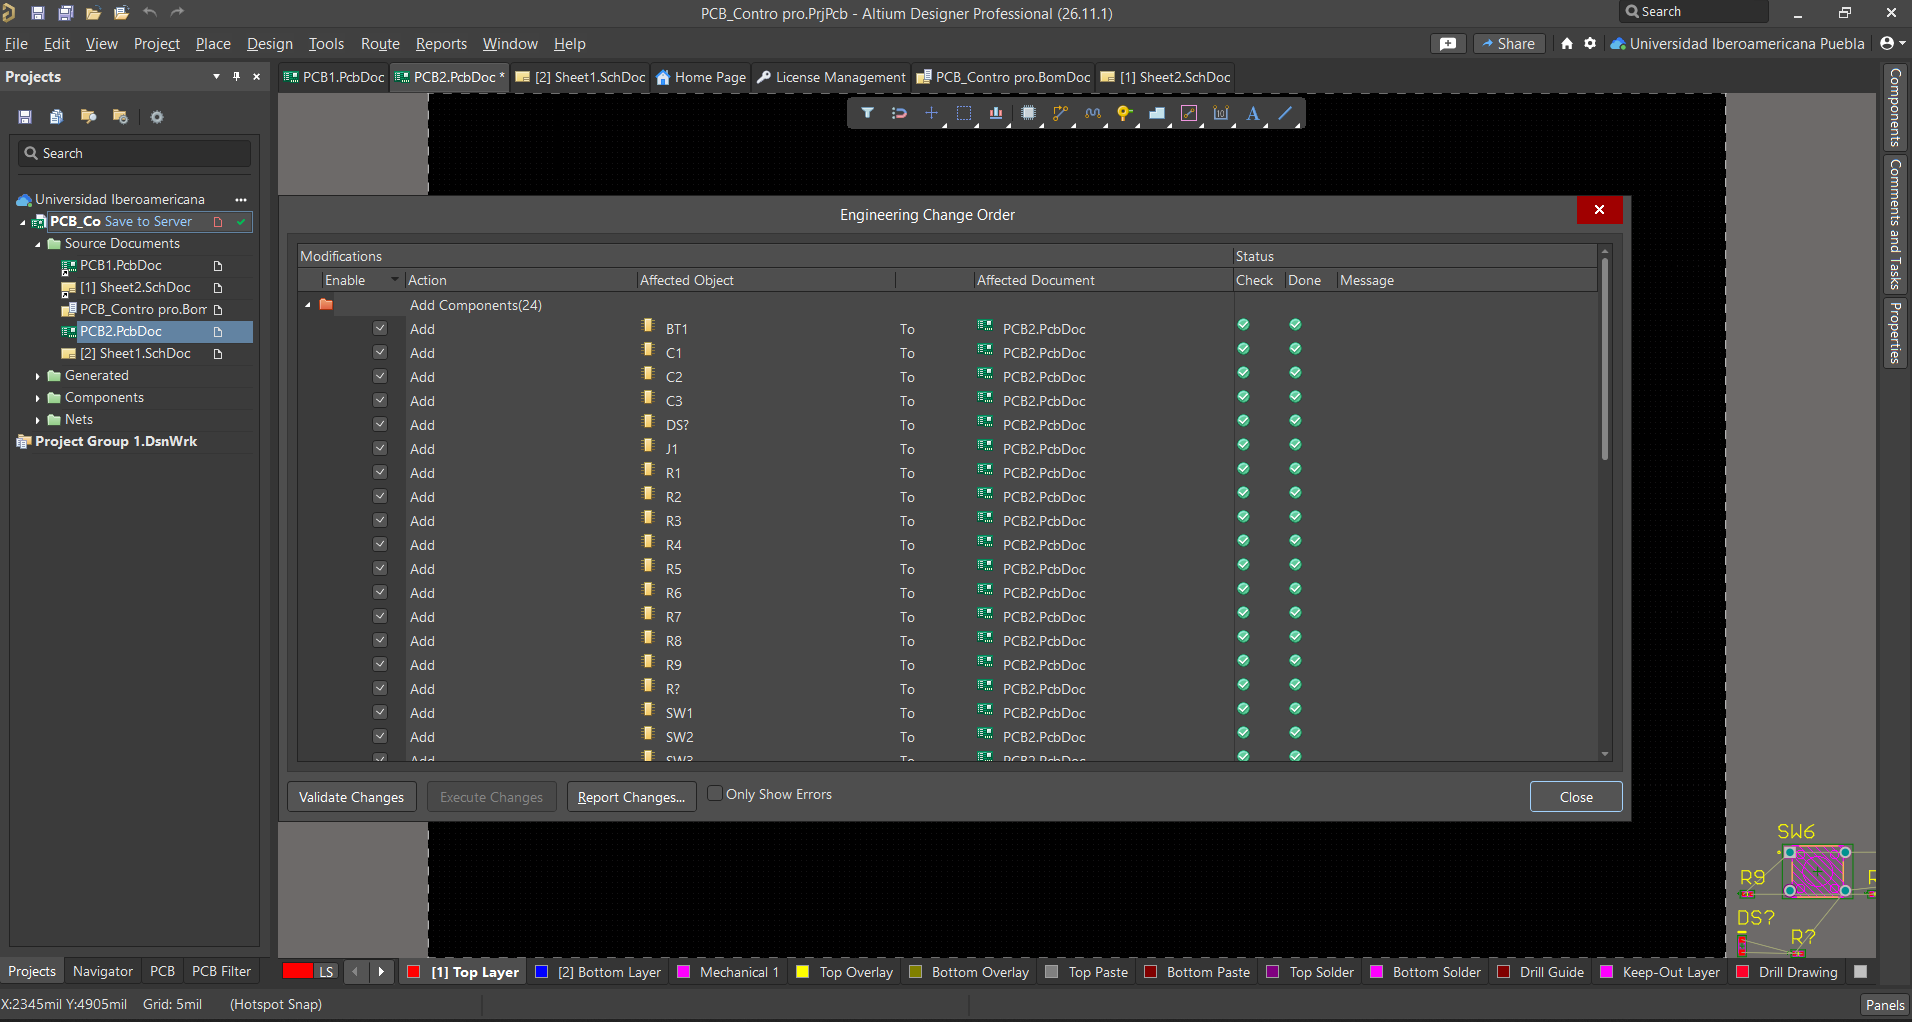 PCB_Contro pro.PrjPcb - Altium Designer Professional (26.11.1)
Search
File Edit View Project Place Design Tools Route Reports Window Help
Share
Universidad Iberoamericana Puebla
Projects
PCB1.PcbDoc
PCB2.PcbDoc *
[2] Sheet1.SchDoc
Home Page
License Management
PCB_Contro pro.BomDoc
[1] Sheet2.SchDoc
Search
Universidad Iberoamericana
PCB_Co Save to Server
Source Documents
PCB1.PcbDoc
[1] Sheet2.SchDoc
PCB_Contro pro.Bom
PCB2.PcbDoc
[2] Sheet1.SchDoc
Generated
Components
Nets
Project Group 1.DsnWrk
Components
Comments and Tasks
Properties
Engineering Change Order
Modifications Status
Enable Action Affected Object Affected Document Check Done Message
Add Components(24)
Add BT1 To PCB2.PcbDoc
Add C1 To PCB2.PcbDoc
Add C2 To PCB2.PcbDoc
Add C3 To PCB2.PcbDoc
Add DS? To PCB2.PcbDoc
Add J1 To PCB2.PcbDoc
Add R1 To PCB2.PcbDoc
Add R2 To PCB2.PcbDoc
Add R3 To PCB2.PcbDoc
Add R4 To PCB2.PcbDoc
Add R5 To PCB2.PcbDoc
Add R6 To PCB2.PcbDoc
Add R7 To PCB2.PcbDoc
Add R8 To PCB2.PcbDoc
Add R9 To PCB2.PcbDoc
Add R? To PCB2.PcbDoc
Add SW1 To PCB2.PcbDoc
Add SW2 To PCB2.PcbDoc
Add SW3 To PCB2.PcbDoc
Validate Changes
Execute Changes
Report Changes...
Only Show Errors
Close
SW6
R9
DS?
R?
Projects Navigator PCB PCB Filter
LS
[1] Top Layer
[2] Bottom Layer
Mechanical 1
Top Overlay
Bottom Overlay
Top Paste
Bottom Paste
Top Solder
Bottom Solder
Drill Guide
Keep-Out Layer
Drill Drawing
X:2345mil Y:4905mil Grid: 5mil (Hotspot Snap)
Panels